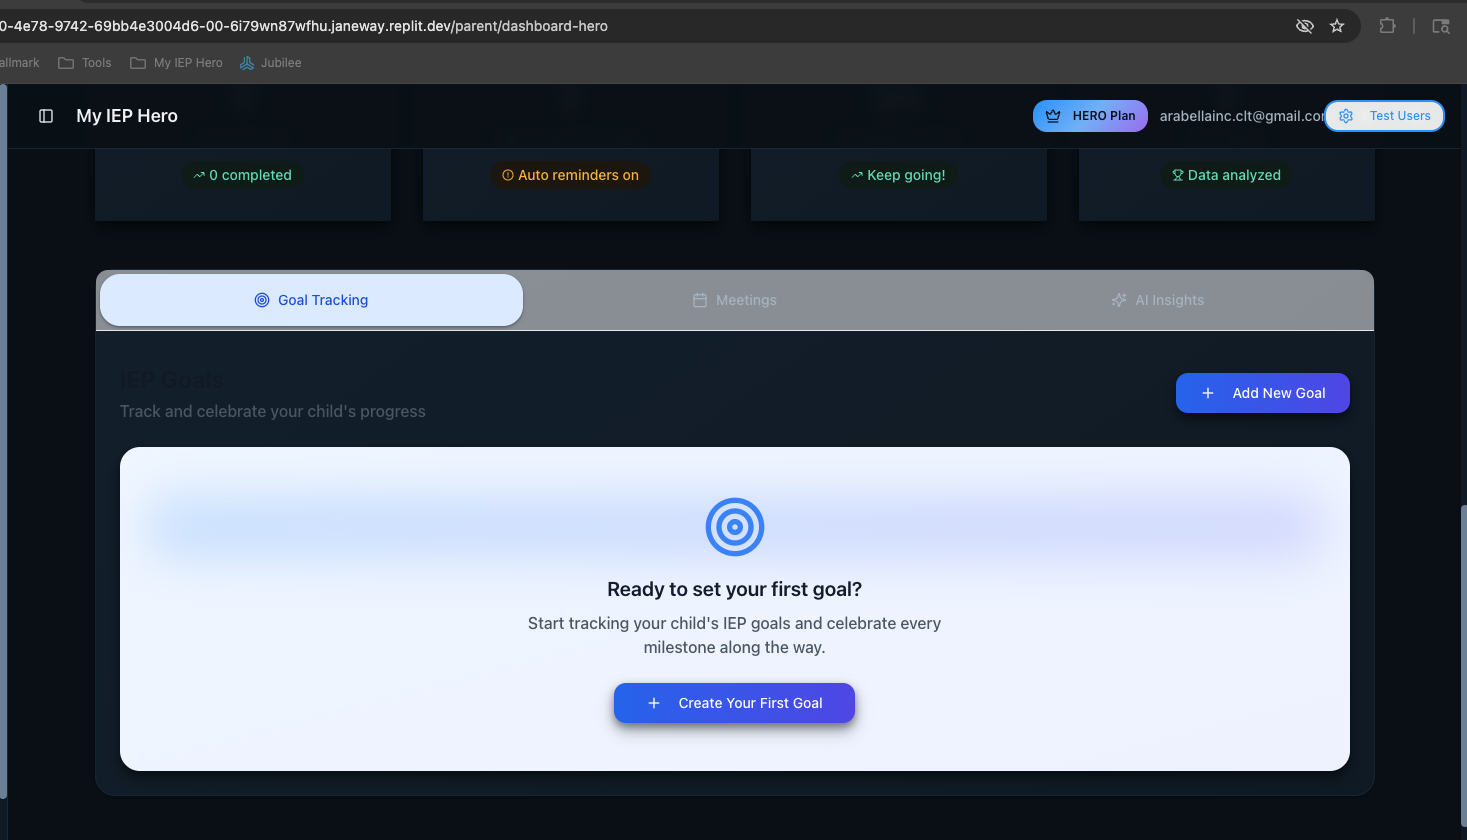 0-4e78-9742-69bb4e3004d6-00-6i79wn87wfhu.janeway.replit.dev/parent/dashboard-hero
allmark Tools My IEP Hero Jubilee
My IEP Hero HERO Plan arabellainc.clt@gmail.cor Test Users
0 completed Auto reminders on Keep going! Data analyzed
Goal Tracking Meetings AI Insights
IEP Goals
Track and celebrate your child's progress
Add New Goal
Ready to set your first goal?
Start tracking your child's IEP goals and celebrate every
milestone along the way.
Create Your First Goal